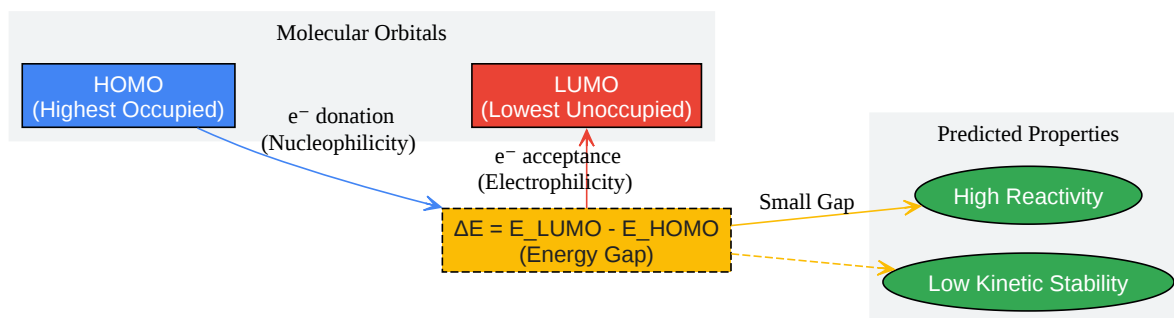 Molecular Orbitals
HOMO
(Highest Occupied)
LUMO
(Lowest Unoccupied)
e⁻ donation
(Nucleophilicity)
e⁻ acceptance
(Electrophilicity)
ΔE = E_LUMO - E_HOMO
(Energy Gap)
Small Gap
Predicted Properties
High Reactivity
Low Kinetic Stability